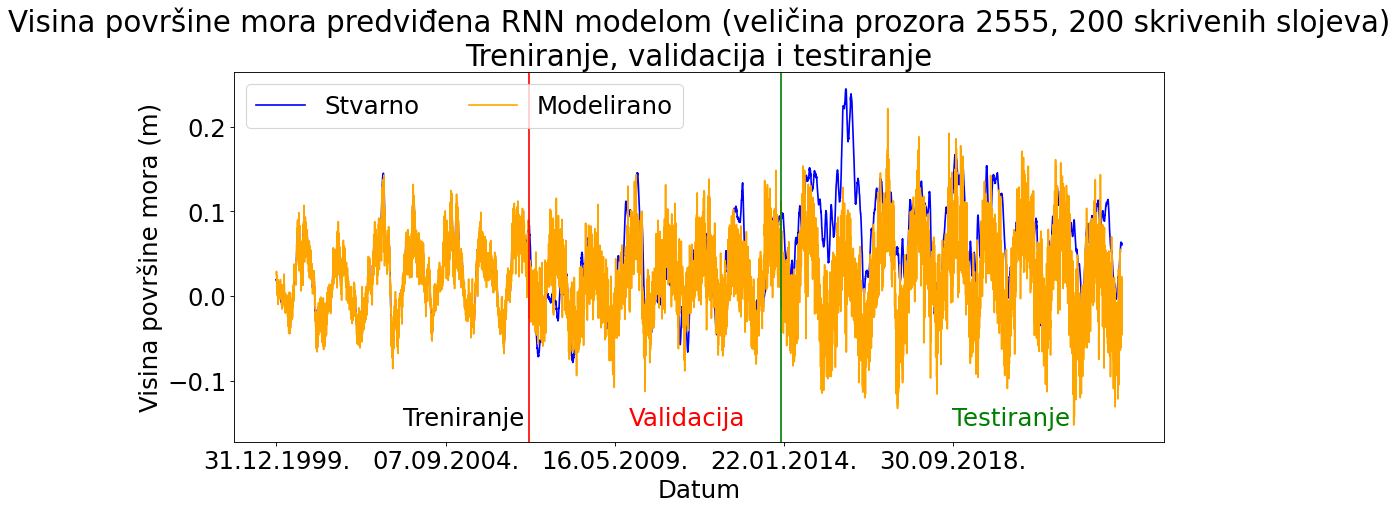 Visina površine mora predviđena RNN modelom (veličina prozora 2555, 200 skrivenih slojeva)
Treniranje, validacija i testiranje
Stvarno
Modelirano
Visina površine mora (m)
0.2
0.1
0.0
−0.1
Treniranje
Validacija
Testiranje
31.12.1999.
07.09.2004.
16.05.2009.
22.01.2014.
30.09.2018.
Datum